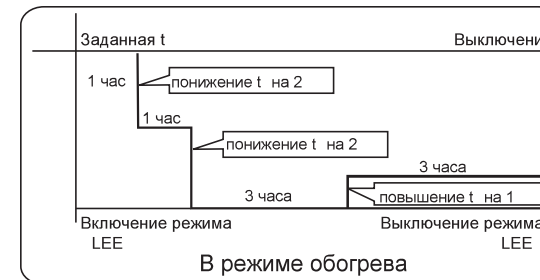 Заданная t
Выключени
1 час
понижение t на 2
1 час
понижение t на 2
3 часа
3 часа
повышение t на 1
Включение режима
LEE
Выключение режима
LEE
В режиме обогрева